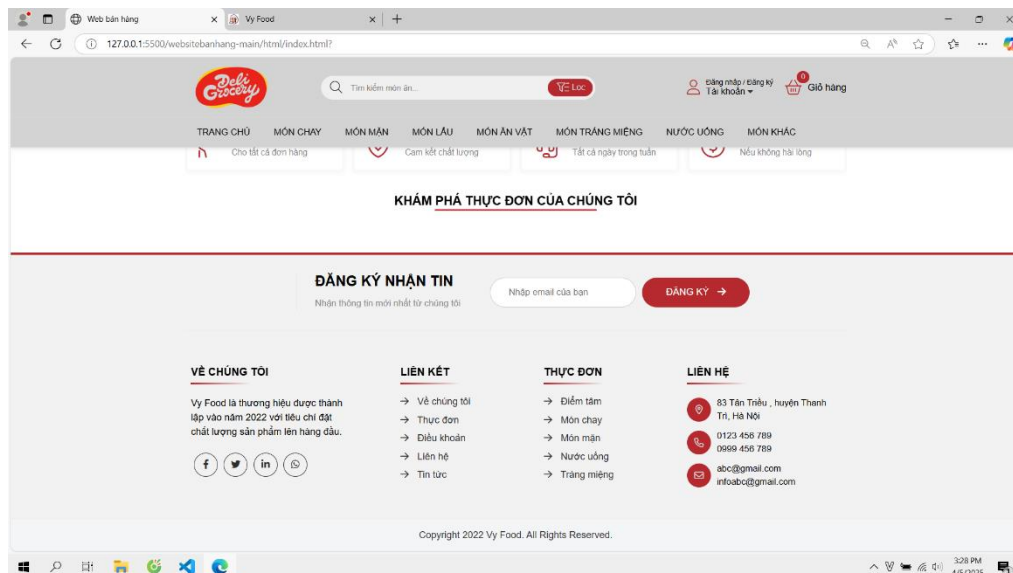 Web bán hàng
Vy Food
127.0.0.1:5500/websitebanhang-main/html/index.html?
Deli Grocery
Tìm kiếm món ăn...
Lọc
Đăng nhập / Đăng ký
Tài khoản
0
Giỏ hàng
TRANG CHỦ MÓN CHAY MÓN MẶN MÓN LẨU MÓN ĂN VẶT MÓN TRÁNG MIỆNG NƯỚC UỐNG MÓN KHÁC
Cho tất cả đơn hàng
Cam kết chất lượng
Tất cả ngày trong tuần
Nếu không hài lòng
KHÁM PHÁ THỰC ĐƠN CỦA CHÚNG TÔI
ĐĂNG KÝ NHẬN TIN
Nhận thông tin mới nhất từ chúng tôi
Nhập email của bạn
ĐĂNG KÝ →
VỀ CHÚNG TÔI
Vy Food là thương hiệu được thành
lập vào năm 2022 với tiêu chí đặt
chất lượng sản phẩm lên hàng đầu.
LIÊN KẾT
→ Về chúng tôi
→ Thực đơn
→ Điều khoản
→ Liên hệ
→ Tin tức
THỰC ĐƠN
→ Điểm tâm
→ Món chay
→ Món mặn
→ Nước uống
→ Tráng miệng
LIÊN HỆ
83 Tân Triều , huyện Thanh
Trì, Hà Nội
0123 456 789
0999 456 789
abc@gmail.com
infoabc@gmail.com
Copyright 2022 Vy Food. All Rights Reserved.
3:28 PM
4/5/2025